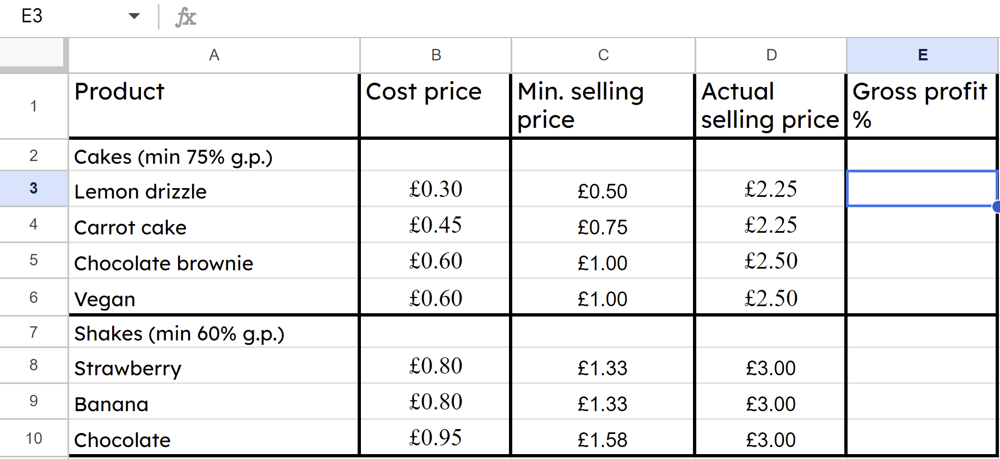 E3 fx
A B C D E
1 Product Cost price Min. selling price Actual selling price Gross profit %
2 Cakes (min 75% g.p.)
3 Lemon drizzle £0.30 £0.50 £2.25
4 Carrot cake £0.45 £0.75 £2.25
5 Chocolate brownie £0.60 £1.00 £2.50
6 Vegan £0.60 £1.00 £2.50
7 Shakes (min 60% g.p.)
8 Strawberry £0.80 £1.33 £3.00
9 Banana £0.80 £1.33 £3.00
10 Chocolate £0.95 £1.58 £3.00